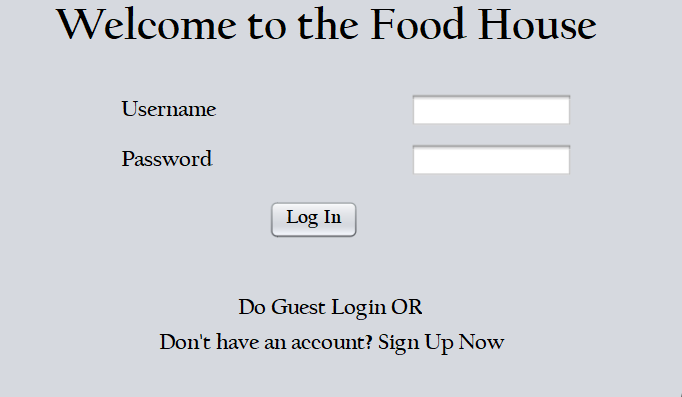 Welcome to the Food House
Username
Password
Log In
Do Guest Login OR
Don't have an account? Sign Up Now